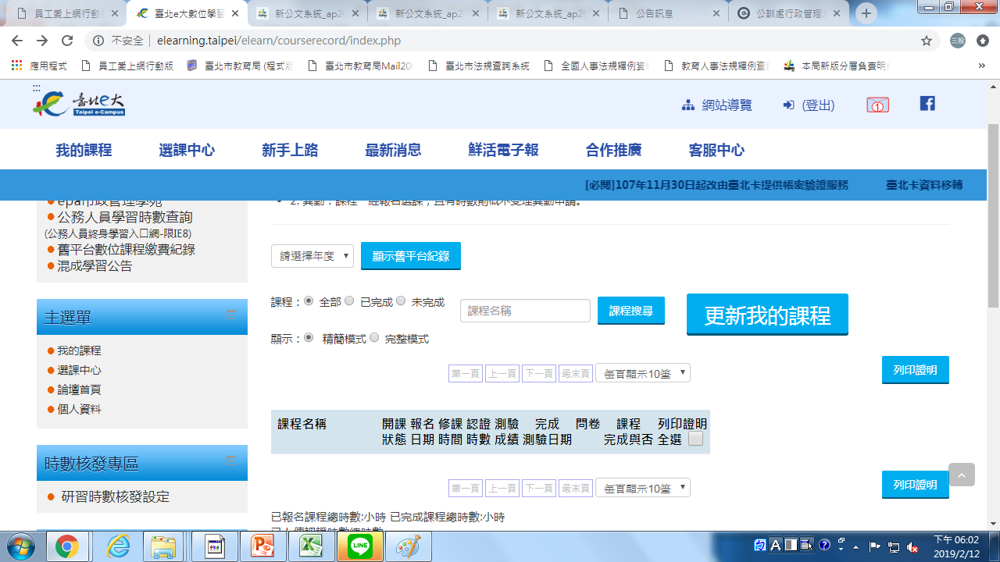 員工愛上網行動
臺北e大數位學習
新公文系統_ap20
新公文系統_ap20
新公文系統_ap20
公告訊息
公訓處行政管理
不安全 | elearning.taipei/elearn/courserecord/index.php
三股
應用程式
員工愛上網行動版
臺北市教育局 (程式版
臺北市教育局Mail200
臺北市法規查詢系統
全國人事法規釋例資
教育人事法規釋例查
本局新版分層負責明
»
:::
臺北e大
Taipei e-Campus
網站導覽
(登出)
1
我的課程
選課中心
新手上路
最新消息
鮮活電子報
合作推廣
客服中心
[必閱]107年11月30日起改由臺北卡提供帳密驗證服務
臺北卡資料移轉
epa市政管理學苑
公務人員學習時數查詢
(公務人員終身學習入口網-限IE8)
舊平台數位課程繳費紀錄
混成學習公告
主選單
我的課程
選課中心
論壇首頁
個人資料
時數核發專區
研習時數核發設定
2. 異動：課程一經報名選課，且有時數則概不受理異動申請。
請選擇年度
顯示舊平台紀錄
課程： 全部 已完成 未完成
課程名稱
課程搜尋
更新我的課程
顯示： 精簡模式 完整模式
第一頁 上一頁 下一頁 最末頁 每頁顯示10筆
列印證明
課程名稱 開課 報名 修課 認證 測驗 完成 問卷 課程 列印證明
狀態 日期 時間 時數 成績 測驗日期 完成與否 全選
第一頁 上一頁 下一頁 最末頁 每頁顯示10筆
列印證明
已報名課程總時數:小時 已完成課程總時數:小時
已上傳認證時數總時數
LINE
A
下午 06:02
2019/2/12